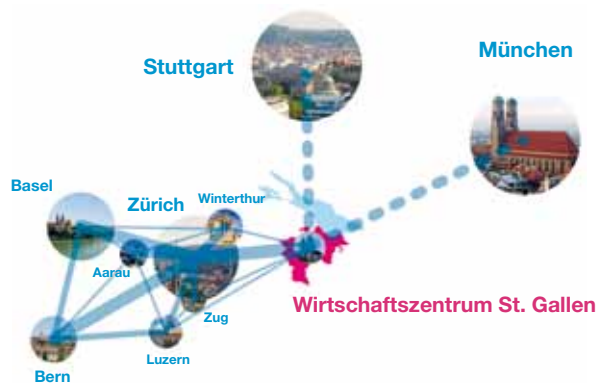 Stuttgart
München
Basel
Zürich
Winterthur
Aarau
Wirtschaftszentrum St. Gallen
Zug
Luzern
Bern